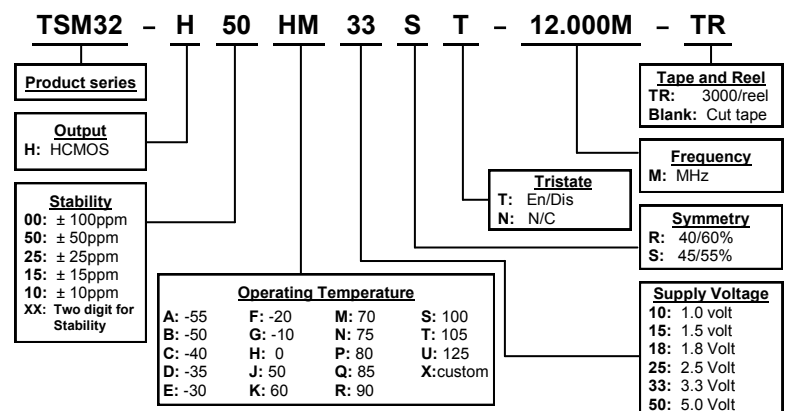 TSM32 – H 50 HM 33 S T – 12.000M – TR
Product series
Output
H: HCMOS
Stability
00: ± 100ppm
50: ± 50ppm
25: ± 25ppm
15: ± 15ppm
10: ± 10ppm
XX: Two digit for
Stability
Operating Temperature
A: -55 F: -20 M: 70 S: 100
B: -50 G: -10 N: 75 T: 105
C: -40 H: 0 P: 80 U: 125
D: -35 J: 50 Q: 85 X:custom
E: -30 K: 60 R: 90
Tristate
T: En/Dis
N: N/C
Tape and Reel
TR: 3000/reel
Blank: Cut tape
Frequency
M: MHz
Symmetry
R: 40/60%
S: 45/55%
Supply Voltage
10: 1.0 volt
15: 1.5 volt
18: 1.8 Volt
25: 2.5 Volt
33: 3.3 Volt
50: 5.0 Volt